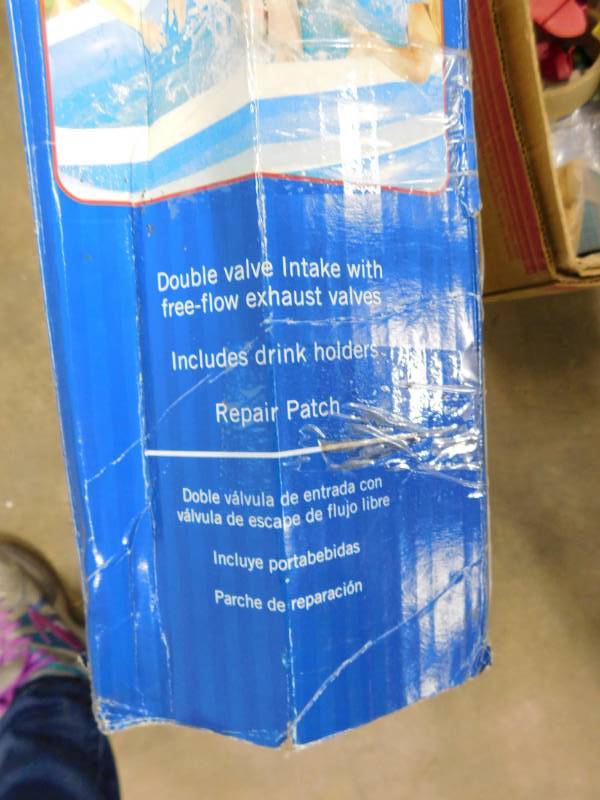 Double valve Intake with
free-flow exhaust valves
Includes drink holders
Repair Patch
Doble válvula de entrada con
válvula de escape de flujo libre
Incluye portabebidas
Parche de reparación